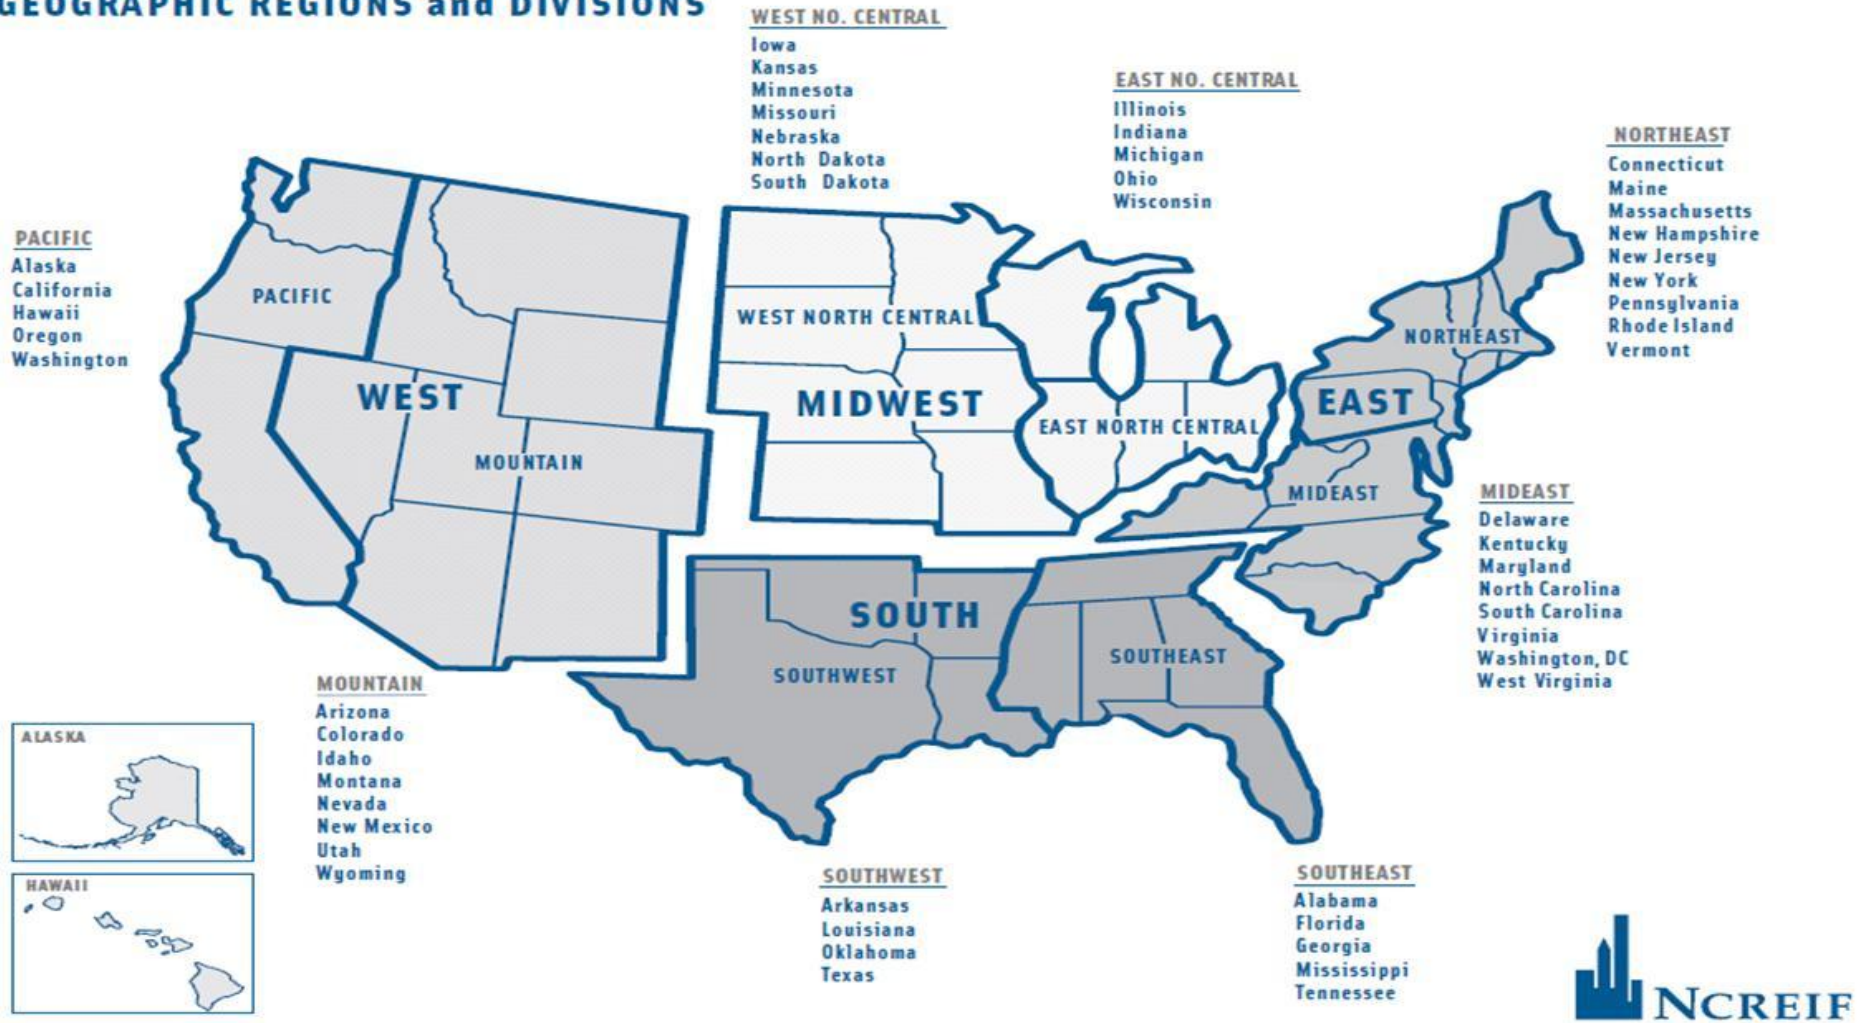 GEOGRAPHIC REGIONS and DIVISIONS
WEST NO. CENTRAL
Iowa
Kansas
Minnesota
Missouri
Nebraska
North Dakota
South Dakota
EAST NO. CENTRAL
Illinois
Indiana
Michigan
Ohio
Wisconsin
NORTHEAST
Connecticut
Maine
Massachusetts
New Hampshire
New Jersey
New York
Pennsylvania
Rhode Island
Vermont
PACIFIC
Alaska
California
Hawaii
Oregon
Washington
PACIFIC
WEST
MOUNTAIN
WEST NORTH CENTRAL
MIDWEST
EAST NORTH CENTRAL
NORTHEAST
EAST
MIDEAST
MIDEAST
Delaware
Kentucky
Maryland
North Carolina
South Carolina
Virginia
Washington, DC
West Virginia
SOUTH
SOUTHWEST
SOUTHEAST
MOUNTAIN
Arizona
Colorado
Idaho
Montana
Nevada
New Mexico
Utah
Wyoming
ALASKA
HAWAII
SOUTHWEST
Arkansas
Louisiana
Oklahoma
Texas
SOUTHEAST
Alabama
Florida
Georgia
Mississippi
Tennessee
NCREIF